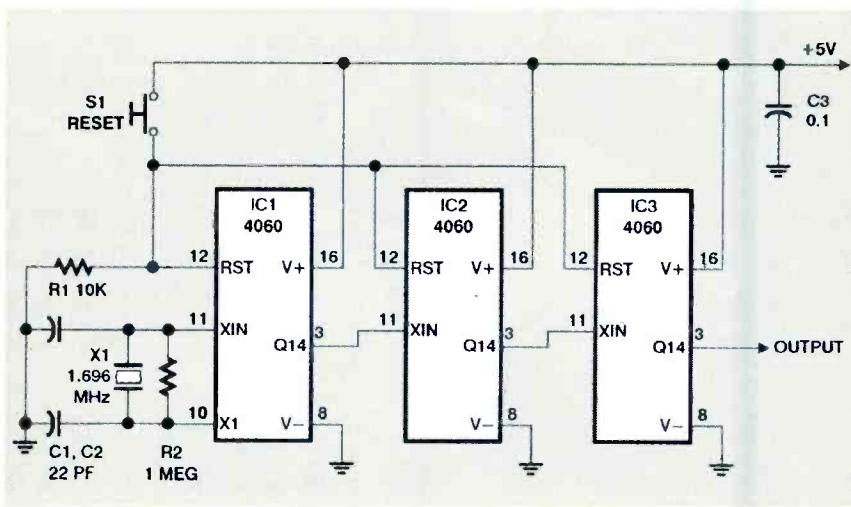 +5V
S1
RESET
C3
0.1
IC1
4060
IC2
4060
IC3
4060
12
RST
V+
16
12
RST
V+
16
12
RST
V+
16
R1 10K
11
XIN
11
XIN
11
XIN
3
Q14
3
Q14
3
Q14
OUTPUT
X1
1.696
MHz
10
X1
V–
8
V–
8
V–
8
C1, C2
22 PF
R2
1 MEG